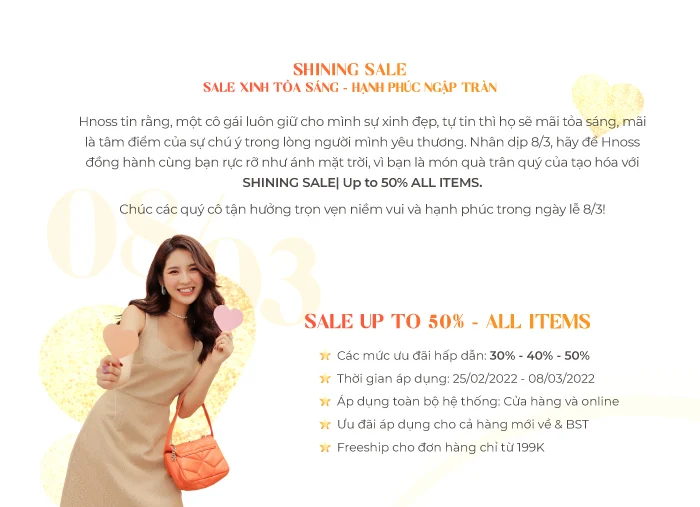 SHINING SALE
SALE XINH TỎA SÁNG - HẠNH PHÚC NGẬP TRÀN
Hnoss tin rằng, một cô gái luôn giữ cho mình sự xinh đẹp, tự tin thì họ sẽ mãi tỏa sáng, mãi
là tâm điểm của sự chú ý trong lòng người mình yêu thương. Nhân dịp 8/3, hãy để Hnoss
đồng hành cùng bạn rực rỡ như ánh mặt trời, vì bạn là món quà trân quý của tạo hóa với
SHINING SALE| Up to 50% ALL ITEMS.
Chúc các quý cô tận hưởng trọn vẹn niềm vui và hạnh phúc trong ngày lễ 8/3!
08/03
SALE UP TO 50% - ALL ITEMS
Các mức ưu đãi hấp dẫn: 30% - 40% - 50%
Thời gian áp dụng: 25/02/2022 - 08/03/2022
Áp dụng toàn bộ hệ thống: Cửa hàng và online
Ưu đãi áp dụng cho cả hàng mới về & BST
Freeship cho đơn hàng chỉ từ 199K